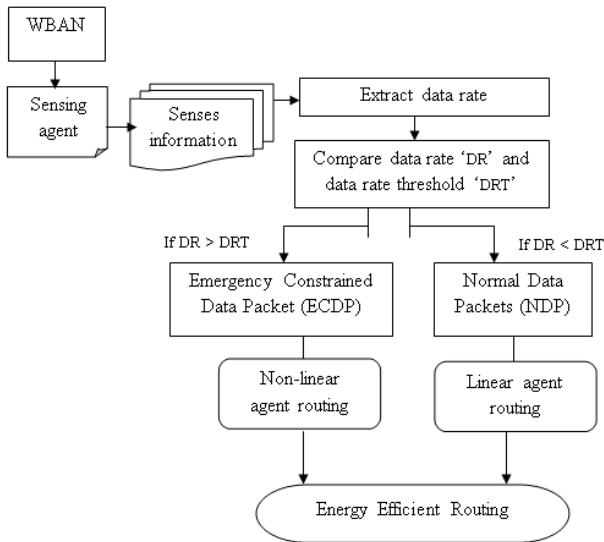 WBAN
Sensing
agent
Senses
information
Extract data rate
Compare data rate ‘DR’ and
data rate threshold ‘DRT’
If DR > DRT
If DR < DRT
Emergency Constrained
Data Packet (ECDP)
Normal Data
Packets (NDP)
Non-linear
agent routing
Linear agent
routing
Energy Efficient Routing